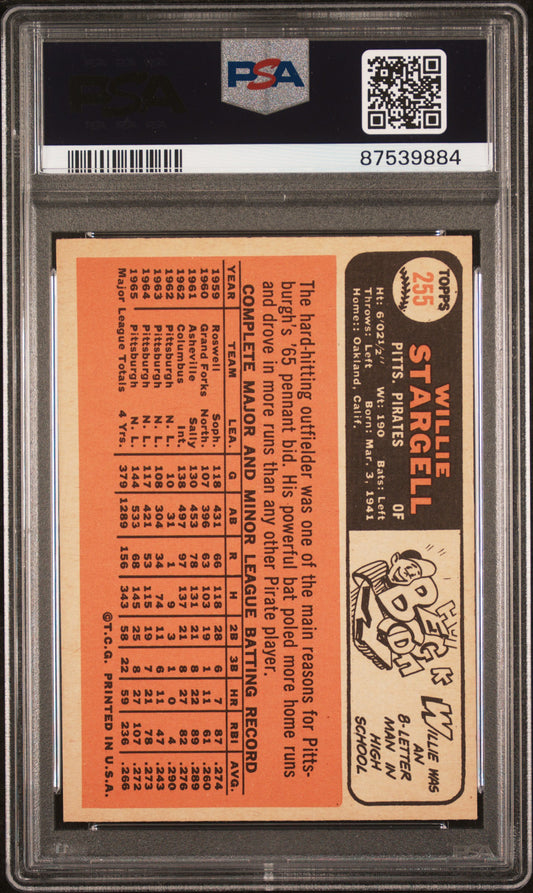 PSA
PSA
87539884
TOPPS
255
WILLIE
STARGELL
PITTS. PIRATES OF
Ht: 6'02½" Wt: 190 Bats: Left
Throws: Left Born: Mar. 3, 1941
Home: Oakland, Calif.
WILLIE WAS
AN
8-LETTER
MAN IN
HIGH
SCHOOL
The hard-hitting outfielder was one of the main reasons for Pitts-
burgh's '65 pennant bid. His powerful bat poled more home runs
and drove in more runs than any other Pirate player.
COMPLETE MAJOR AND MINOR LEAGUE BATTING RECORD
YEAR TEAM LEA. G AB R H 2B 3B HR RBI AVG.
1959 Roswell Soph. 118 431 66 118 28 6 7 87 .274
1960 Grand Forks North. 107 396 63 103 19 1 11 61 .260
1961 Asheville Sally 130 453 78 131 21 8 22 89 .289
1962 Columbus Int. 138 497 97 137 21 8 27 82 .276
1962 Pittsburgh N. L. 10 31 1 9 3 1 0 4 .290
1963 Pittsburgh N. L. 108 304 34 74 11 6 11 47 .243
1964 Pittsburgh N. L. 117 421 53 115 19 7 21 78 .273
1965 Pittsburgh N. L. 144 533 68 145 25 8 27 107 .272
Major League Totals 4 Yrs. 379 1289 156 343 58 22 59 236 .266
©T.C.G. PRINTED IN U.S.A.